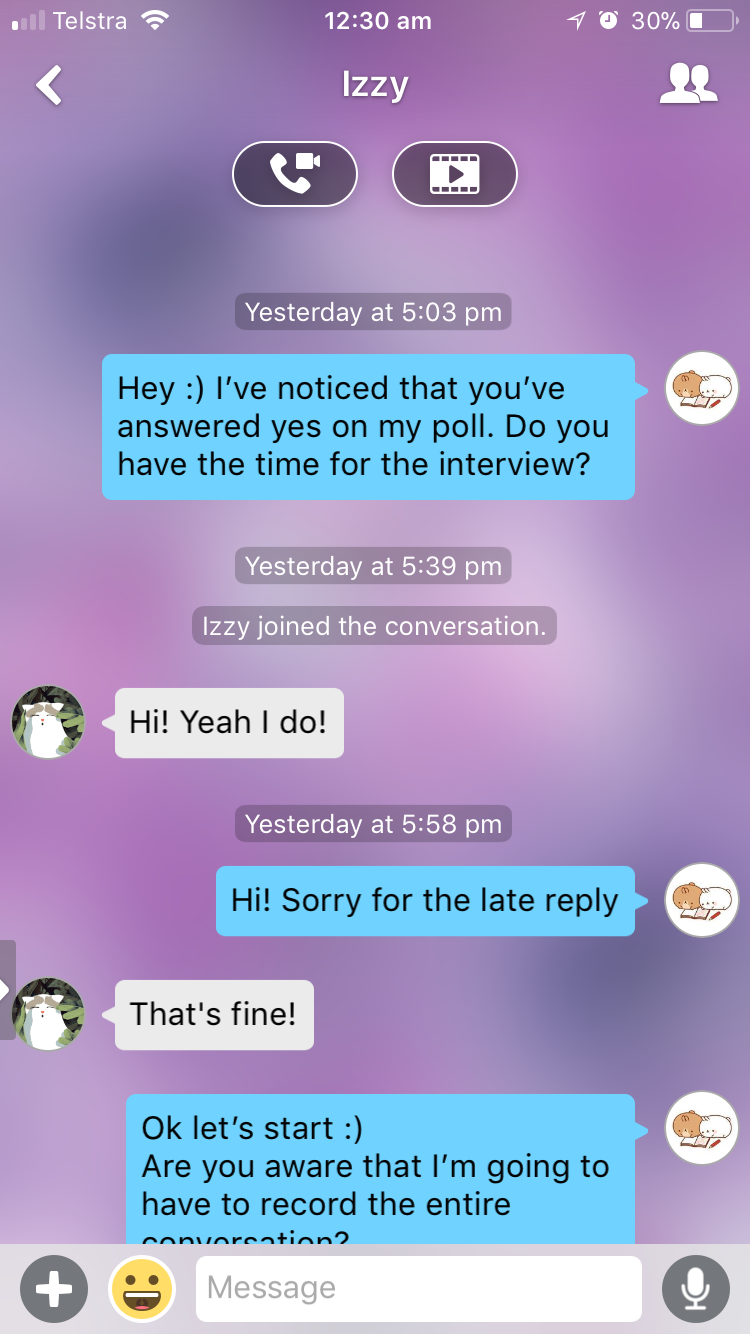 Telstra 12:30 am 30%
Izzy
Yesterday at 5:03 pm
Hey :) I’ve noticed that you’ve
answered yes on my poll. Do you
have the time for the interview?
Yesterday at 5:39 pm
Izzy joined the conversation.
Hi! Yeah I do!
Yesterday at 5:58 pm
Hi! Sorry for the late reply
That's fine!
Ok let’s start :)
Are you aware that I’m going to
have to record the entire
conversation?
Message